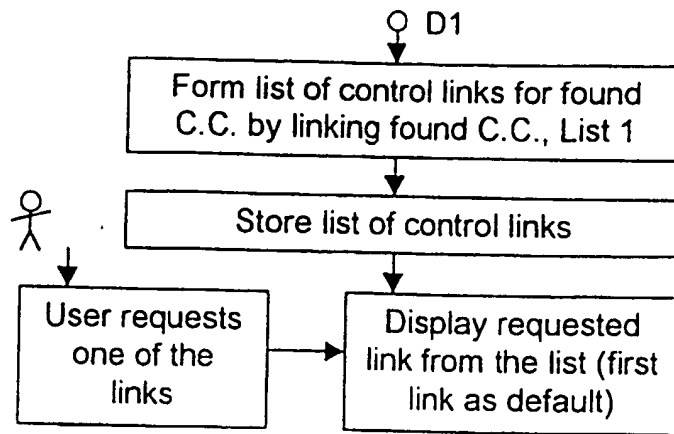 D1
Form list of control links for found
C.C. by linking found C.C., List 1
Store list of control links
User requests
one of the
links
Display requested
link from the list (first
link as default)